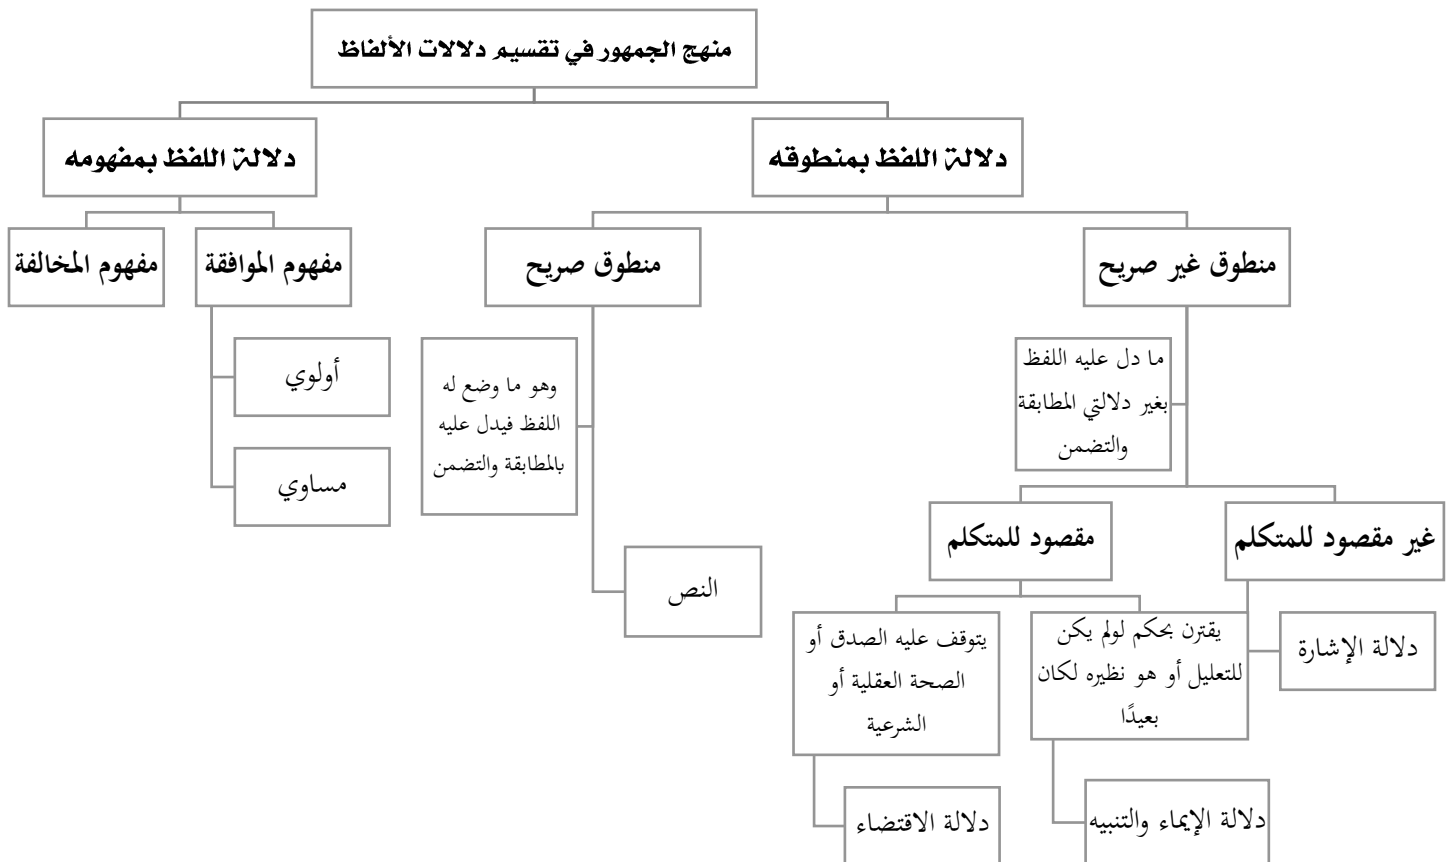 منهج الجمهور في تقسيم دلالات الألفاظ
دلالة اللفظ بمنطوقه
دلالة اللفظ بمفهومه
منطوق غير صريح
منطوق صريح
مفهوم الموافقة
مفهوم المخالفة
ما دل عليه اللفظ
بغير دلالتي المطابقة
والتضمن
وهو ما وضع له
اللفظ فيدل عليه
بالمطابقة والتضمن
أولوي
مساوي
غير مقصود للمتكلم
مقصود للمتكلم
النص
دلالة الإشارة
يقترن بحكم لولم يكن
للتعليل أو هو نظيره لكان
بعيدًا
يتوقف عليه الصدق أو
الصحة العقلية أو
الشرعية
دلالة الإيماء والتنبيه
دلالة الاقتضاء